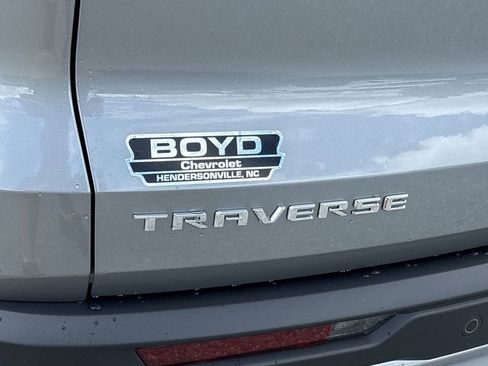 BOYD
Chevrolet
HENDERSONVILLE, NC
TRAVERSE